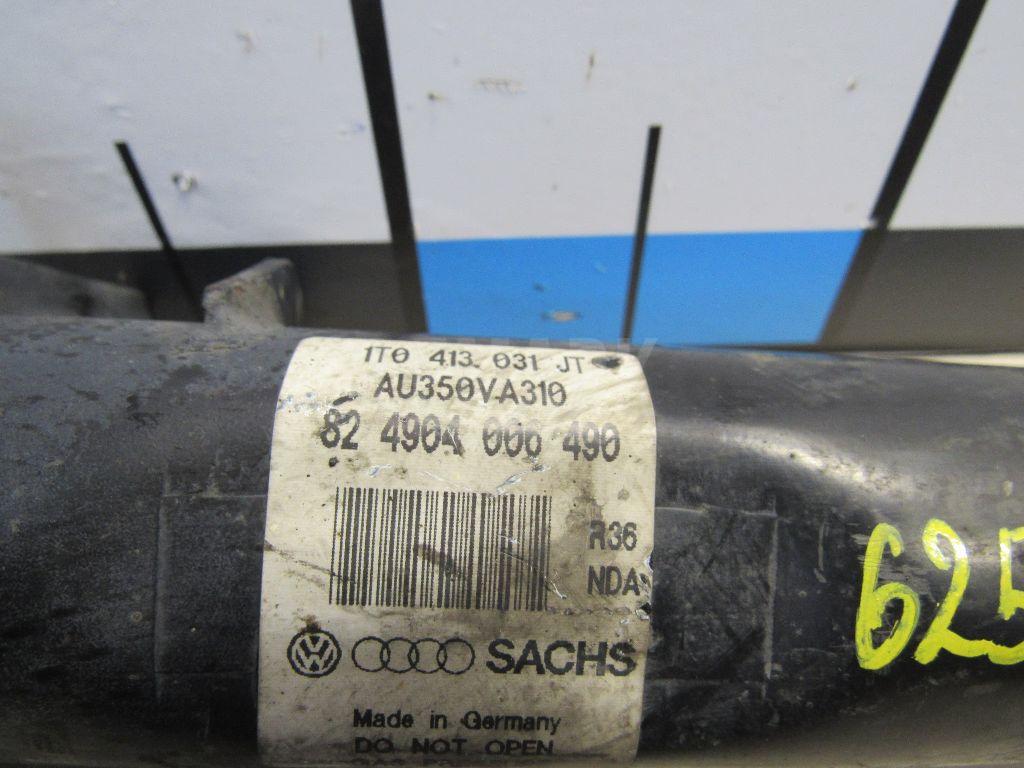 1T0 413. 031 JT
AU350VA310
82 4904 006 490
R36
NDA
SACHS
Made in Germany
DO NOT OPEN
625